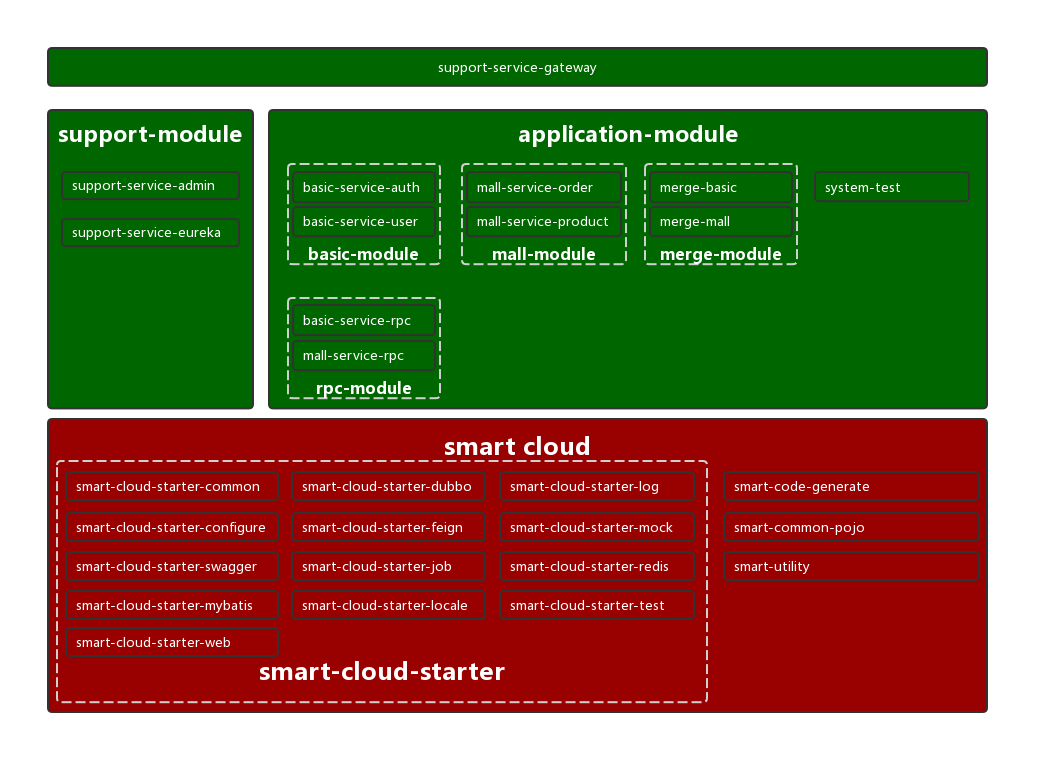 support-service-gateway
support-module
support-service-admin
support-service-eureka
application-module
basic-service-auth
basic-service-user
basic-module
mall-service-order
mall-service-product
mall-module
merge-basic
merge-mall
merge-module
system-test
basic-service-rpc
mall-service-rpc
rpc-module
smart cloud
smart-cloud-starter-common
smart-cloud-starter-dubbo
smart-cloud-starter-log
smart-cloud-starter-configure
smart-cloud-starter-feign
smart-cloud-starter-mock
smart-cloud-starter-swagger
smart-cloud-starter-job
smart-cloud-starter-redis
smart-cloud-starter-mybatis
smart-cloud-starter-locale
smart-cloud-starter-test
smart-cloud-starter-web
smart-cloud-starter
smart-code-generate
smart-common-pojo
smart-utility